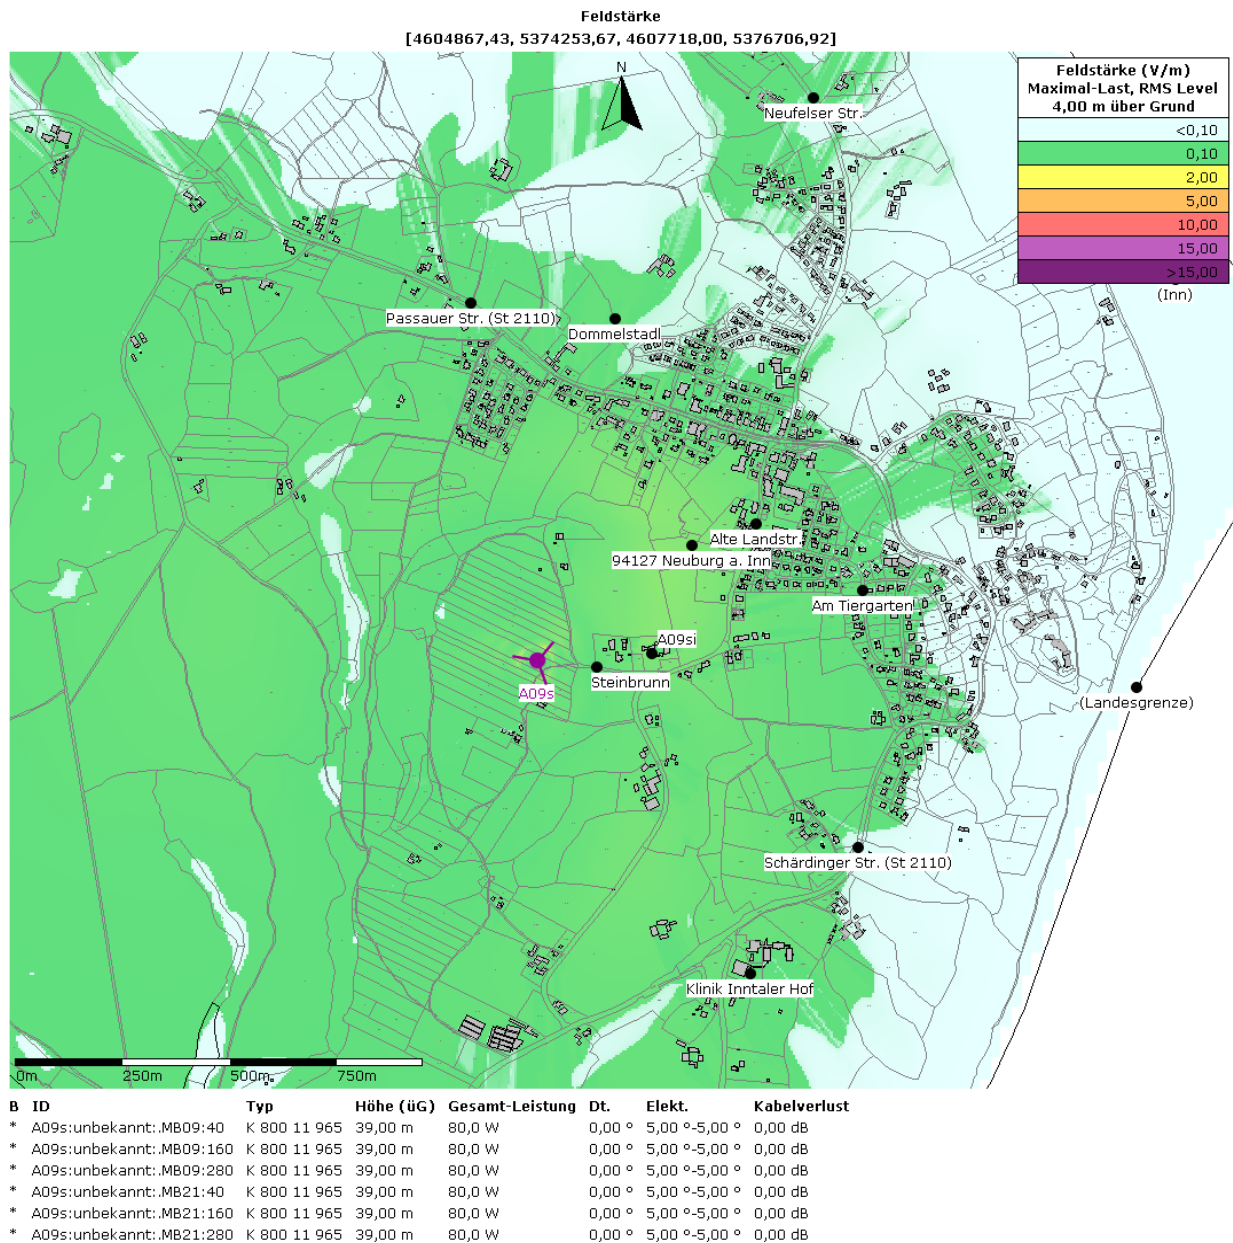 Feldstärke
[4604867,43, 5374253,67, 4607718,00, 5376706,92]
N
Feldstärke (V/m)
Maximal-Last, RMS Level
4,00 m über Grund
<0,10
0,10
2,00
5,00
10,00
15,00
>15,00
Neufelser Str.
(Inn)
Passauer Str. (St 2110)
Dommelstadl
Alte Landstr.
94127 Neuburg a. Inn
Am Tiergarten
A09si
Steinbrunn
A09s
(Landesgrenze)
Schärdinger Str. (St 2110)
Klinik Inntaler Hof
0m 250m 500m 750m
B ID Typ Höhe (üG) Gesamt-Leistung Dt. Elekt. Kabelverlust
* A09s:unbekannt:.MB09:40 K 800 11 965 39,00 m 80,0 W 0,00 ° 5,00 °-5,00 ° 0,00 dB
* A09s:unbekannt:.MB09:160 K 800 11 965 39,00 m 80,0 W 0,00 ° 5,00 °-5,00 ° 0,00 dB
* A09s:unbekannt:.MB09:280 K 800 11 965 39,00 m 80,0 W 0,00 ° 5,00 °-5,00 ° 0,00 dB
* A09s:unbekannt:.MB21:40 K 800 11 965 39,00 m 80,0 W 0,00 ° 5,00 °-5,00 ° 0,00 dB
* A09s:unbekannt:.MB21:160 K 800 11 965 39,00 m 80,0 W 0,00 ° 5,00 °-5,00 ° 0,00 dB
* A09s:unbekannt:.MB21:280 K 800 11 965 39,00 m 80,0 W 0,00 ° 5,00 °-5,00 ° 0,00 dB